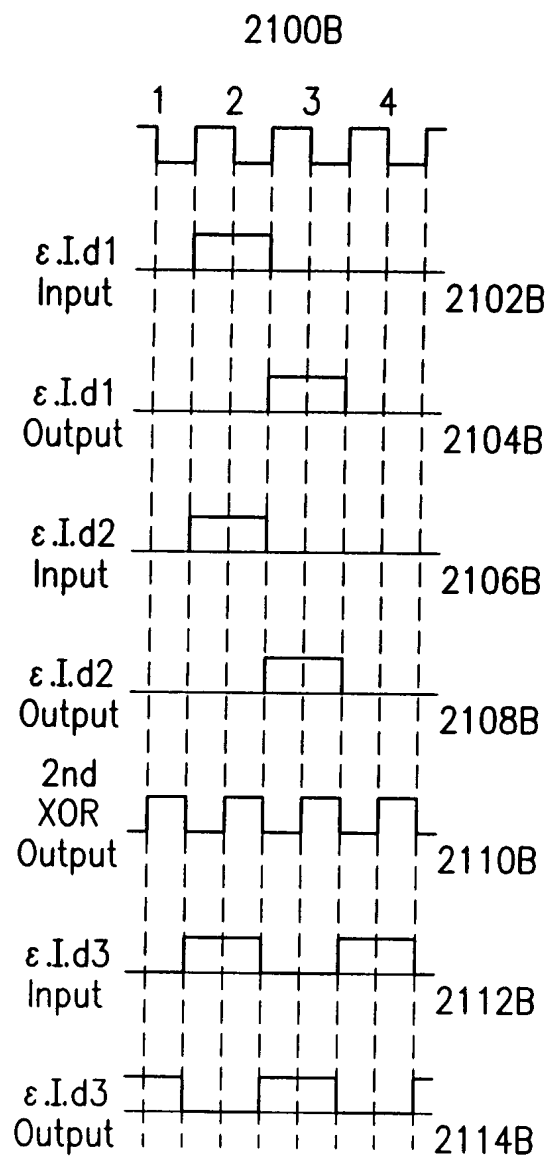 2100B
1 2 3 4
ε.I.d1
Input
2102B
ε.I.d1
Output
2104B
ε.I.d2
Input
2106B
ε.I.d2
Output
2108B
2nd
XOR
Output
2110B
ε.I.d3
Input
2112B
ε.I.d3
Output
2114B